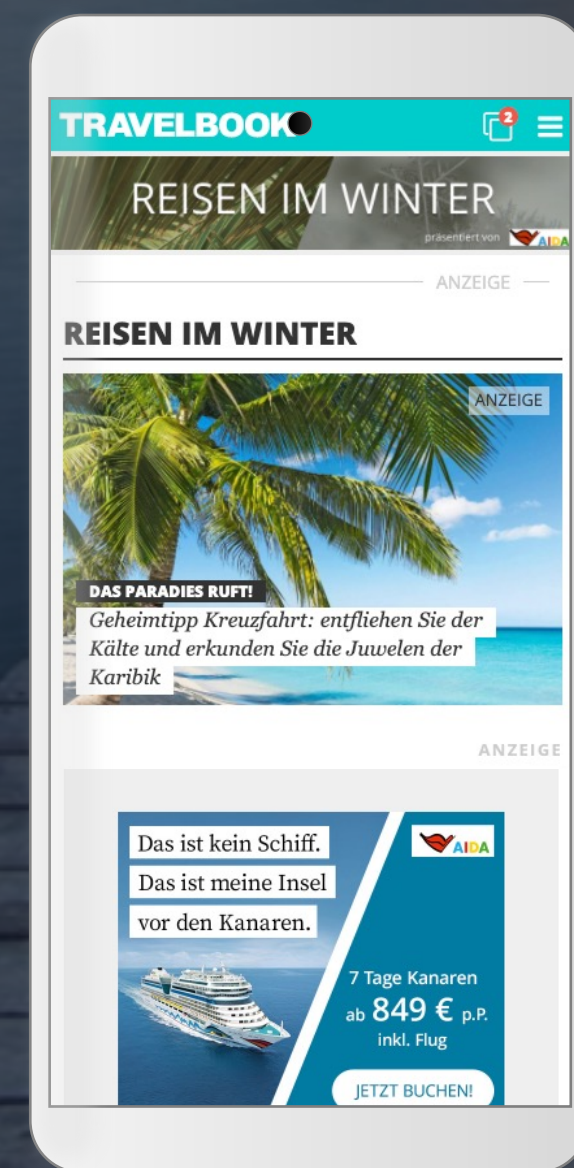 TRAVELBOOK
2
REISEN IM WINTER
präsentiert von AIDA
ANZEIGE
REISEN IM WINTER
ANZEIGE
DAS PARADIES RUFT!
Geheimtipp Kreuzfahrt: entfliehen Sie der
Kälte und erkunden Sie die Juwelen der
Karibik
ANZEIGE
Das ist kein Schiff.
Das ist meine Insel
vor den Kanaren.
AIDA
7 Tage Kanaren
ab 849 € p.P.
inkl. Flug
JETZT BUCHEN!